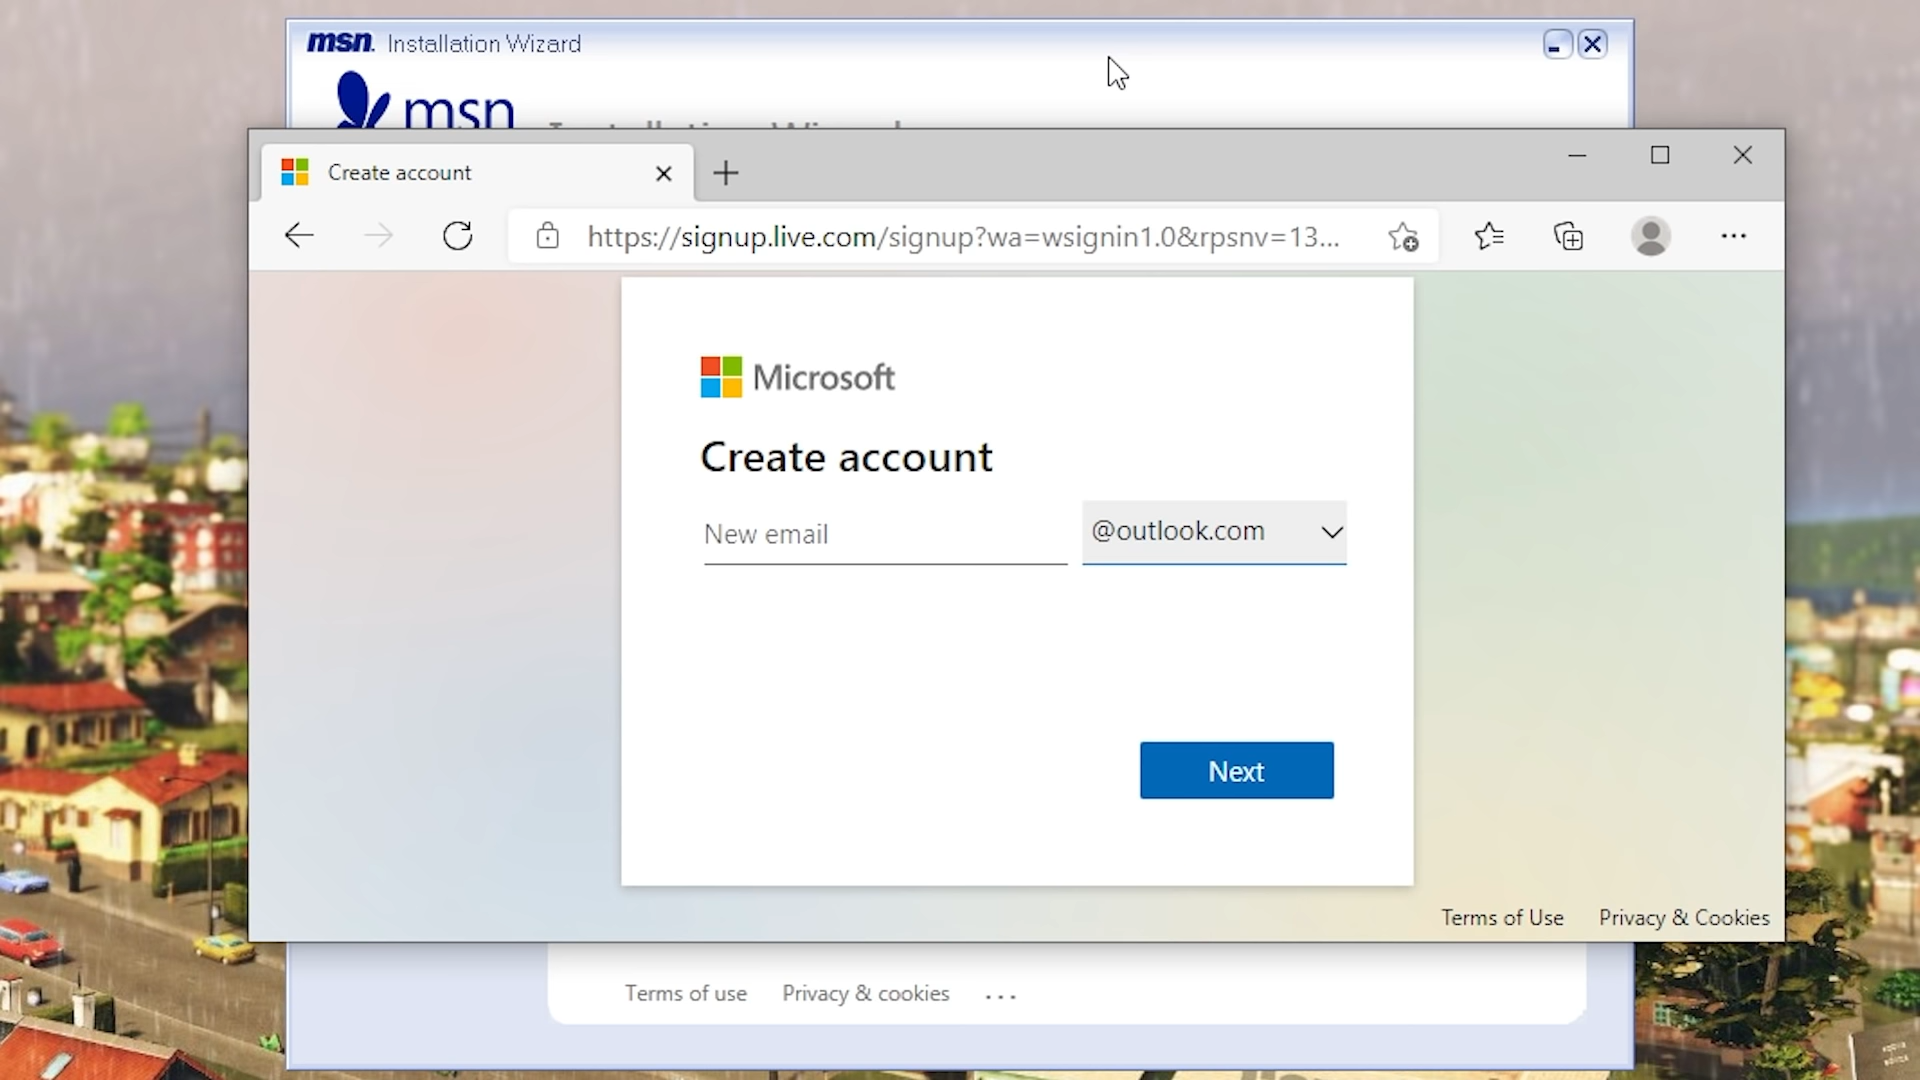 msn Installation Wizard
msn
Create account
https://signup.live.com/signup?wa=wsignin1.0&rpsnv=13...
Microsoft
Create account
New email
@outlook.com
Next
Terms of Use
Privacy & Cookies
Terms of use
Privacy & cookies
...